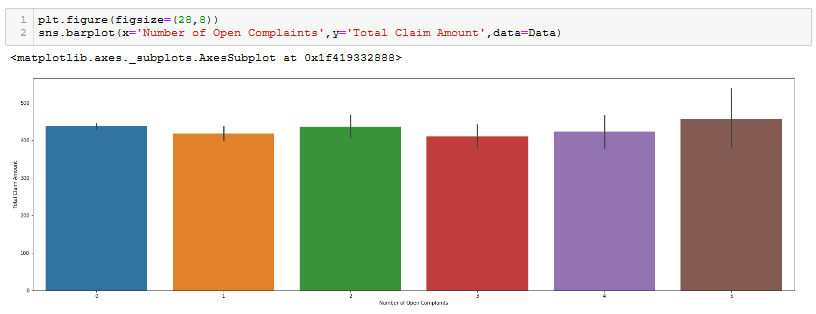 1 plt.figure(figsize=(28,8))
2 sns.barplot(x='Number of Open Complaints',y='Total Claim Amount',data=Data)
<matplotlib.axes._subplots.AxesSubplot at 0x1f419332888>
Total Claim Amount
500
400
300
200
100
0
0 1 2 3 4 5
Number of Open Complaints